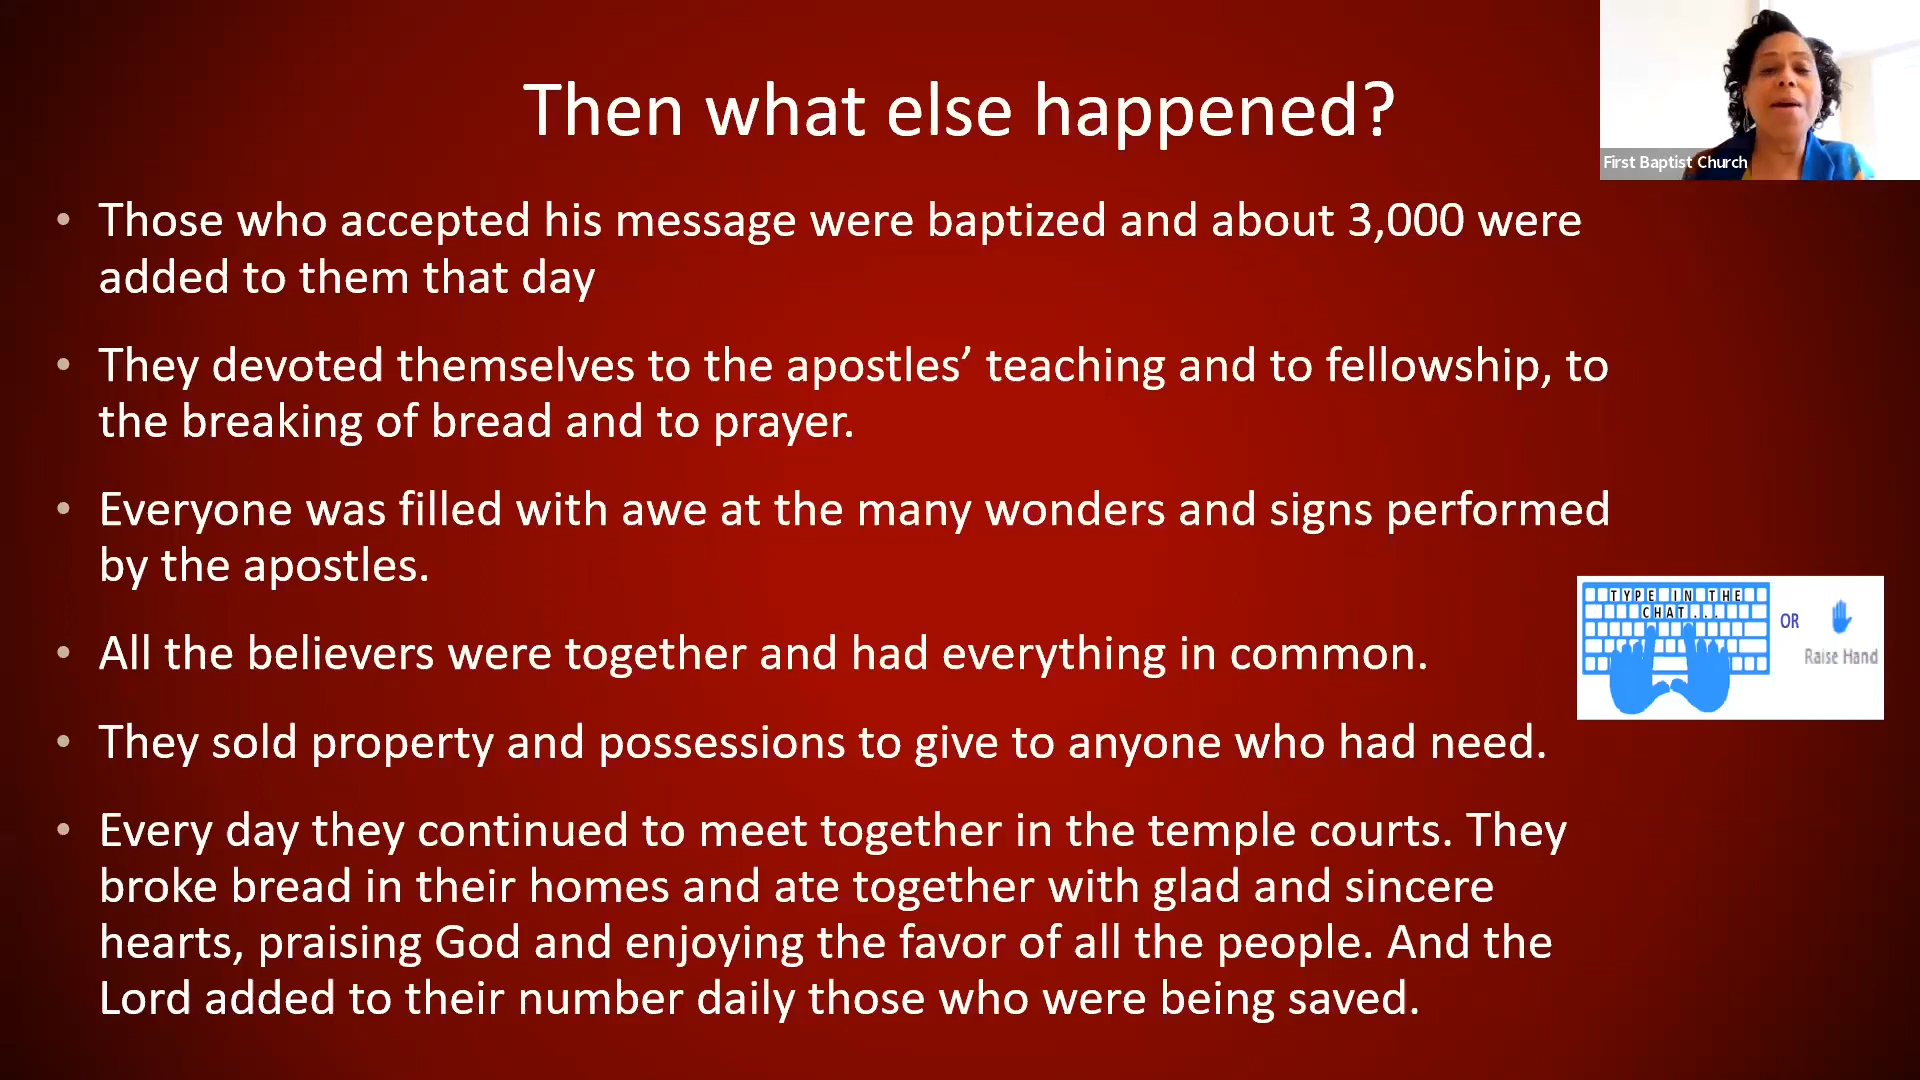 Then what else happened?
First Baptist Church
• Those who accepted his message were baptized and about 3,000 were
added to them that day
• They devoted themselves to the apostles’ teaching and to fellowship, to
the breaking of bread and to prayer.
• Everyone was filled with awe at the many wonders and signs performed
by the apostles.
• All the believers were together and had everything in common.
• They sold property and possessions to give to anyone who had need.
• Every day they continued to meet together in the temple courts. They
broke bread in their homes and ate together with glad and sincere
hearts, praising God and enjoying the favor of all the people. And the
Lord added to their number daily those who were being saved.
TYPE IN THE
CHAT...
OR
Raise Hand